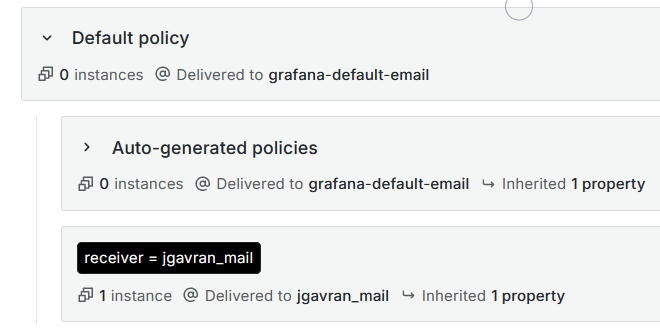 Default policy
0 instances Delivered to grafana-default-email
Auto-generated policies
0 instances Delivered to grafana-default-email Inherited 1 property
receiver = jgavran_mail
1 instance Delivered to jgavran_mail Inherited 1 property